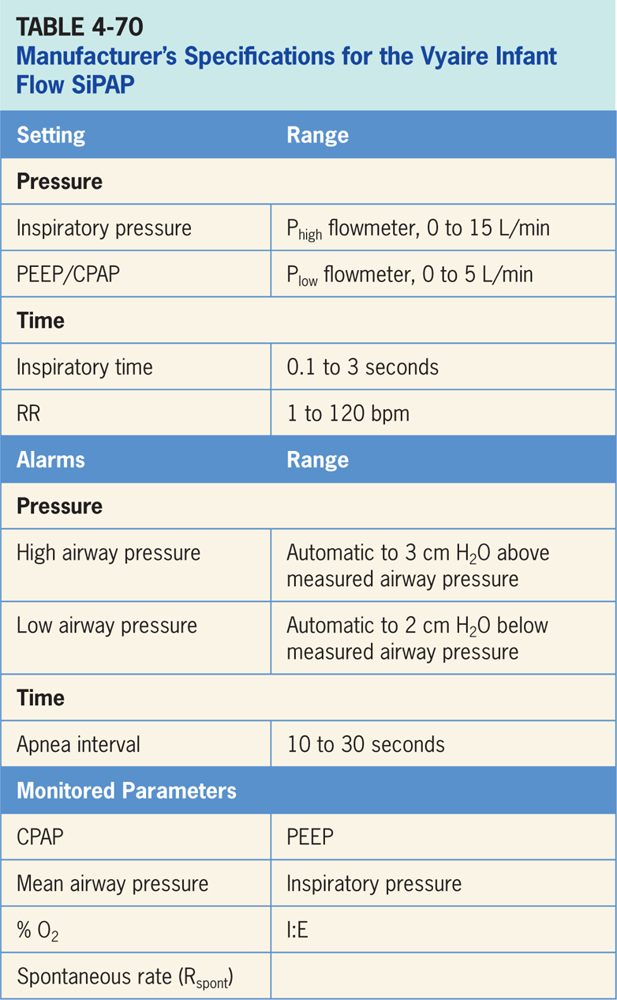 TABLE 4-70
Manufacturer’s Specifications for the Vyaire Infant
Flow SiPAP
Setting Range
Pressure
Inspiratory pressure P_high flowmeter, 0 to 15 L/min
PEEP/CPAP P_low flowmeter, 0 to 5 L/min
Time
Inspiratory time 0.1 to 3 seconds
RR 1 to 120 bpm
Alarms Range
Pressure
High airway pressure Automatic to 3 cm H₂O above
measured airway pressure
Low airway pressure Automatic to 2 cm H₂O below
measured airway pressure
Time
Apnea interval 10 to 30 seconds
Monitored Parameters
CPAP PEEP
Mean airway pressure Inspiratory pressure
% O₂ I:E
Spontaneous rate (R_spont)